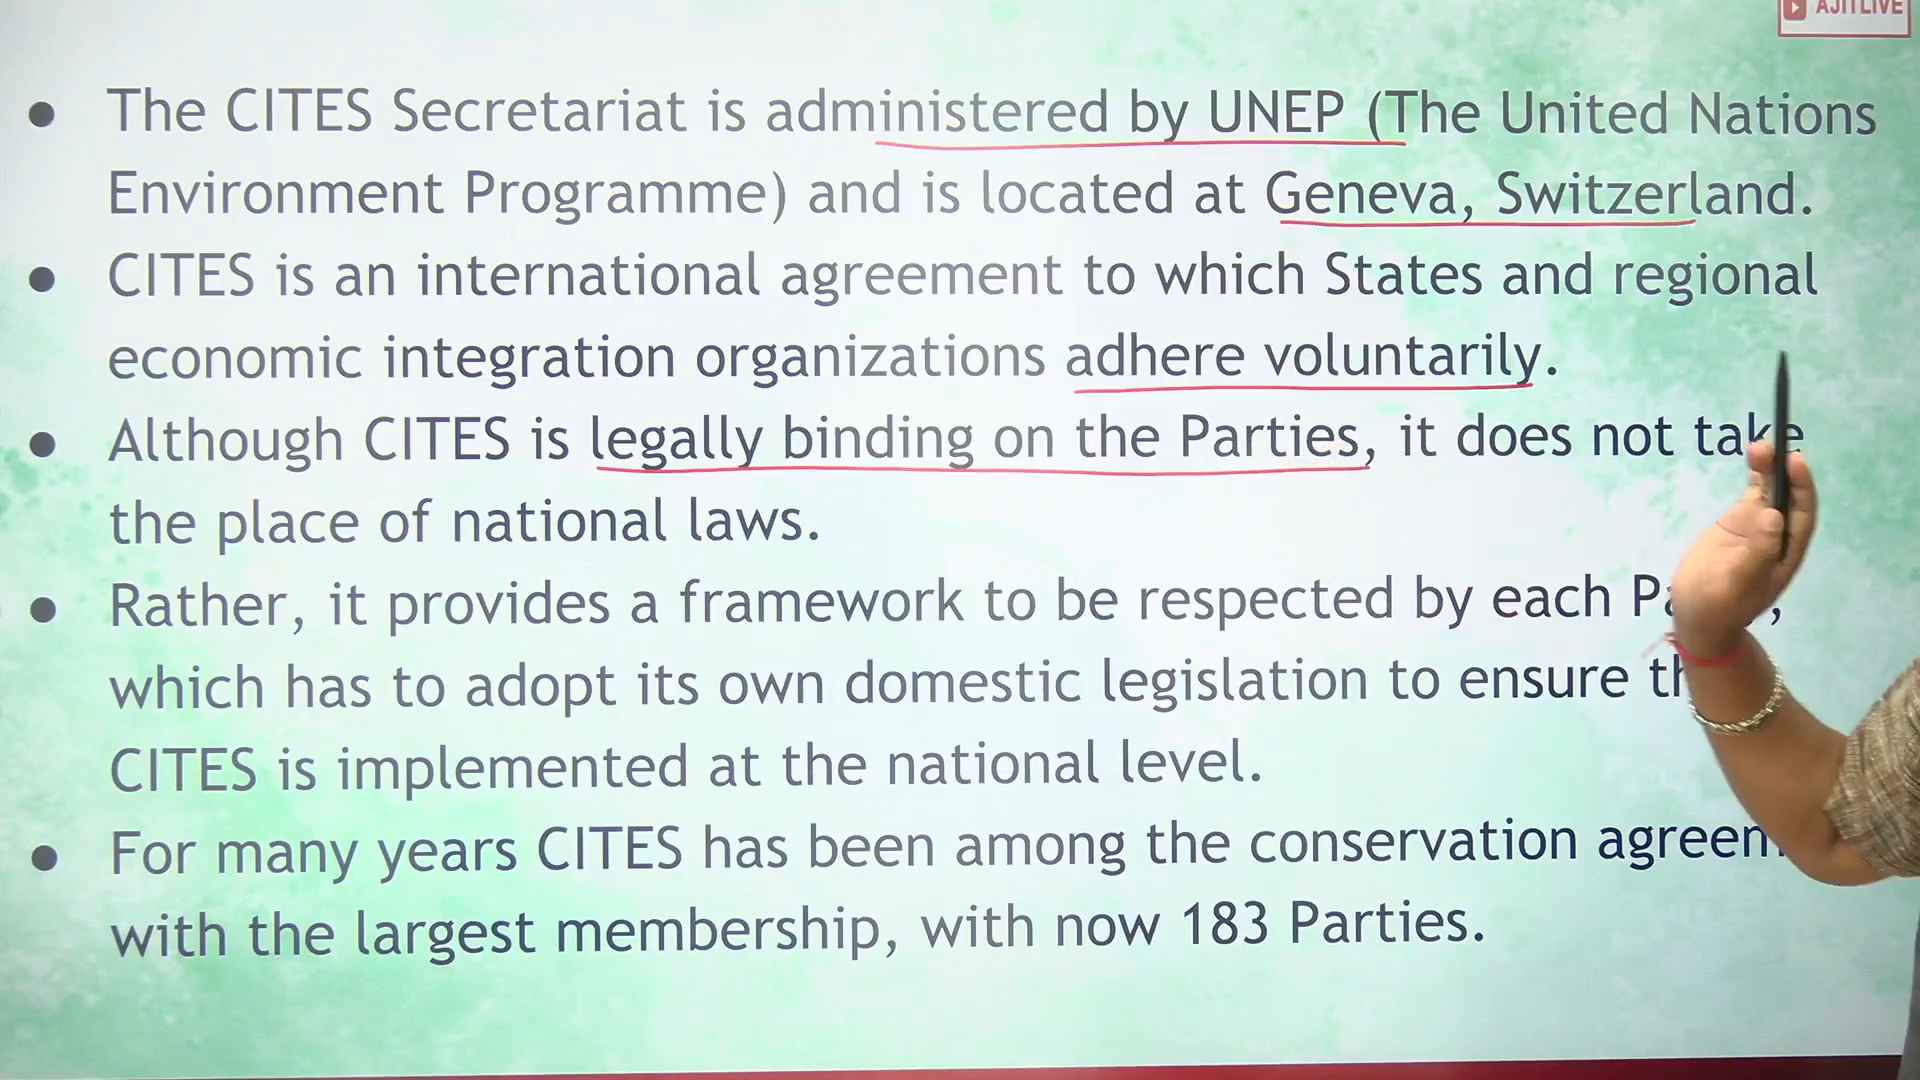 AJITLIVE
● The CITES Secretariat is administered by UNEP (The United Nations
Environment Programme) and is located at Geneva, Switzerland.
● CITES is an international agreement to which States and regional
economic integration organizations adhere voluntarily.
● Although CITES is legally binding on the Parties, it does not take
the place of national laws.
● Rather, it provides a framework to be respected by each
which has to adopt its own domestic legislation to ensure
CITES is implemented at the national level.
● For many years CITES has been among the conservation
with the largest membership, with now 183 Parties.